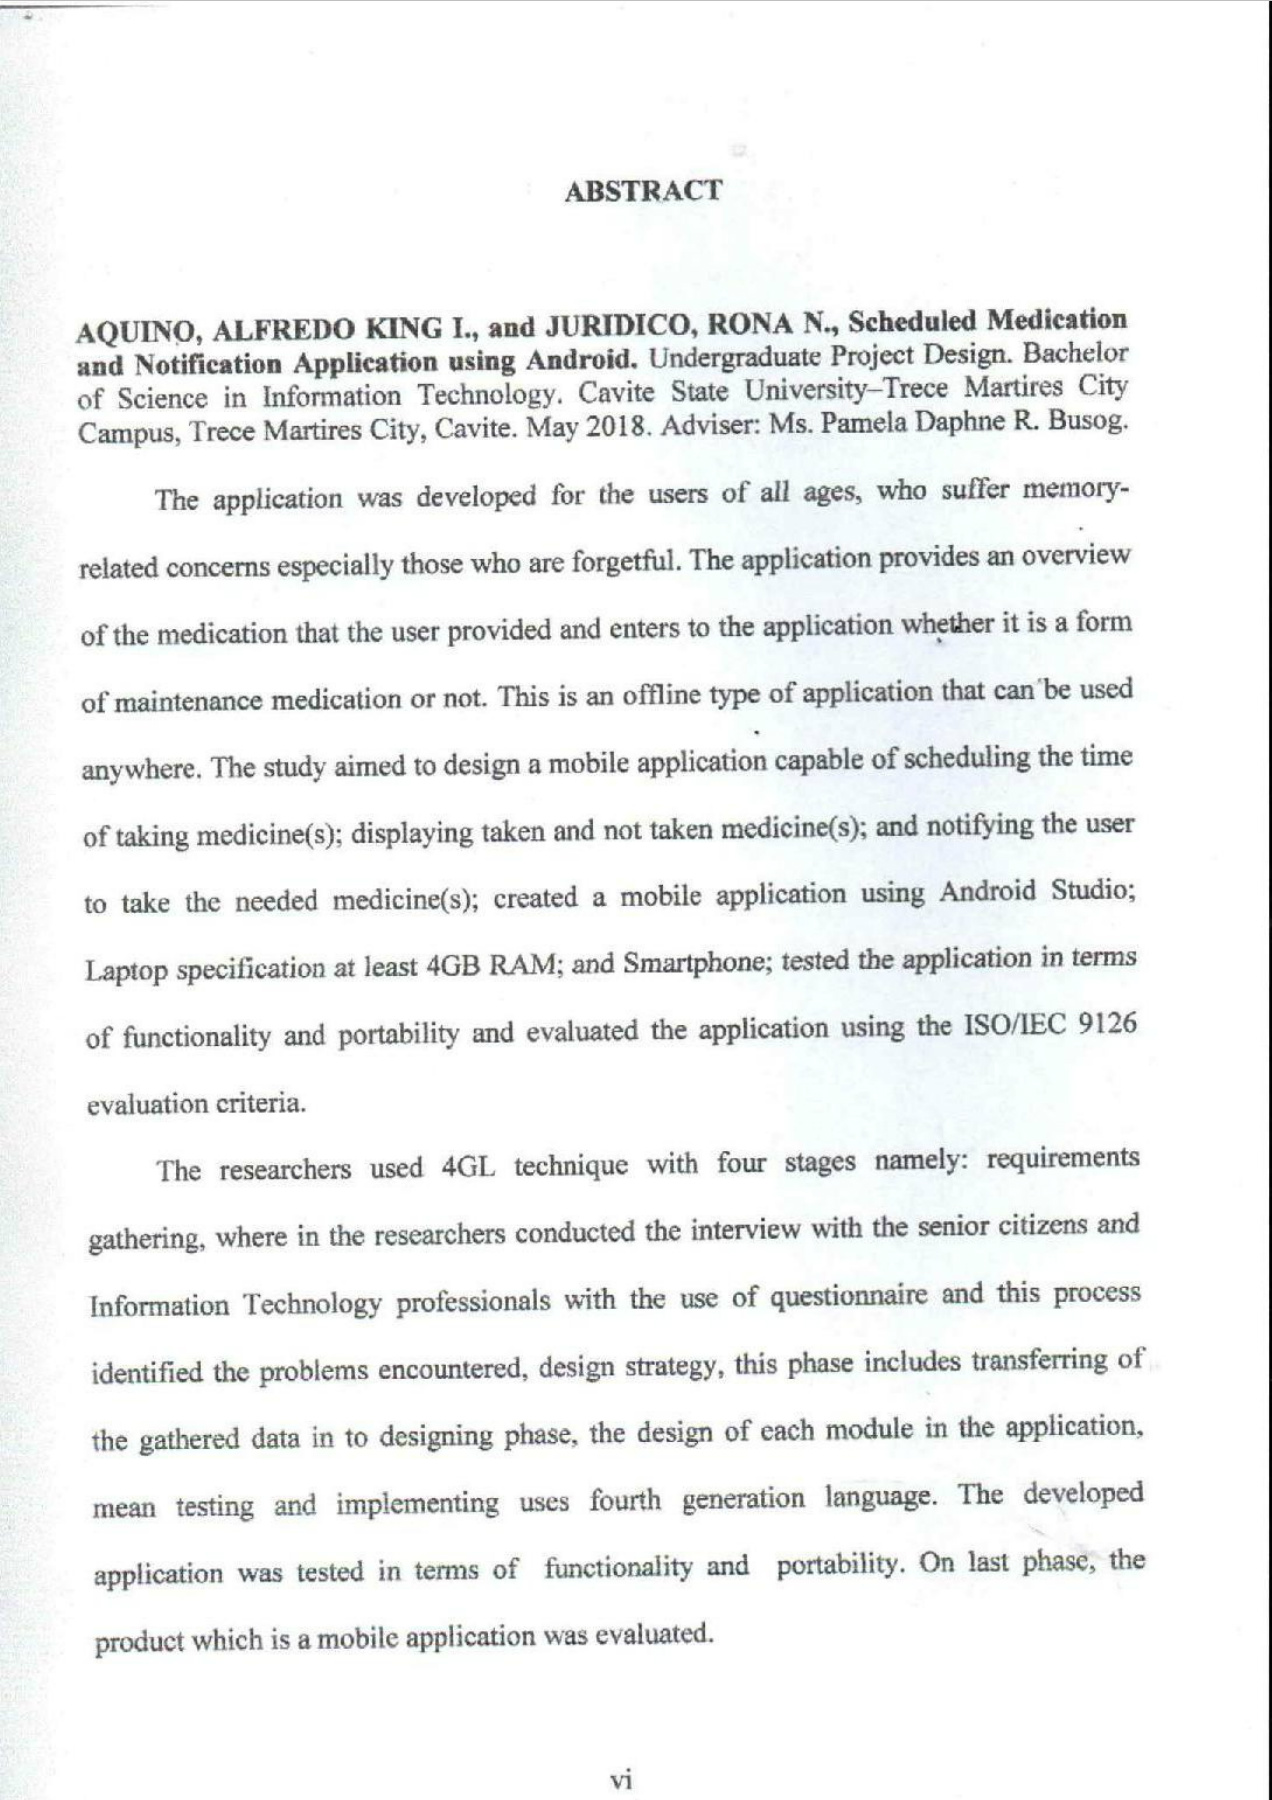 ABSTRACT
AQUINO, ALFREDO KING I., and JURIDICO, RONA N., Scheduled Medication
and Notification Application using Android. Undergraduate Project Design. Bachelor
of Science in Information Technology. Cavite State University–Trece Martires City
Campus, Trece Martires City, Cavite. May 2018. Adviser: Ms. Pamela Daphne R. Busog.
The application was developed for the users of all ages, who suffer memory-
related concerns especially those who are forgetful. The application provides an overview
of the medication that the user provided and enters to the application whether it is a form
of maintenance medication or not. This is an offline type of application that can be used
anywhere. The study aimed to design a mobile application capable of scheduling the time
of taking medicine(s); displaying taken and not taken medicine(s); and notifying the user
to take the needed medicine(s); created a mobile application using Android Studio;
Laptop specification at least 4GB RAM; and Smartphone; tested the application in terms
of functionality and portability and evaluated the application using the ISO/IEC 9126
evaluation criteria.
The researchers used 4GL technique with four stages namely: requirements
gathering, where in the researchers conducted the interview with the senior citizens and
Information Technology professionals with the use of questionnaire and this process
identified the problems encountered, design strategy, this phase includes transferring of
the gathered data in to designing phase, the design of each module in the application,
mean testing and implementing uses fourth generation language. The developed
application was tested in terms of functionality and portability. On last phase, the
product which is a mobile application was evaluated.
vi